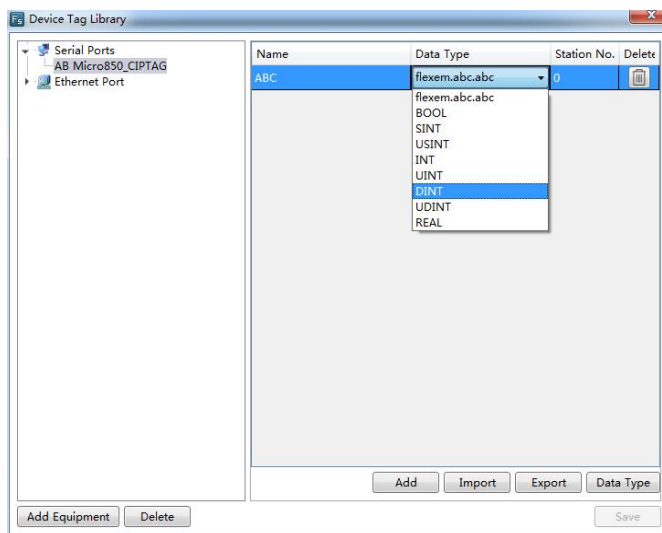 Fs Device Tag Library
Serial Ports
AB Micro850_CIPTAG
Ethernet Port
Name Data Type Station No. Delete
ABC flexem.abc.abc 0
flexem.abc.abc
BOOL
SINT
USINT
INT
UINT
DINT
UDINT
REAL
Add Import Export Data Type
Add Equipment Delete Save